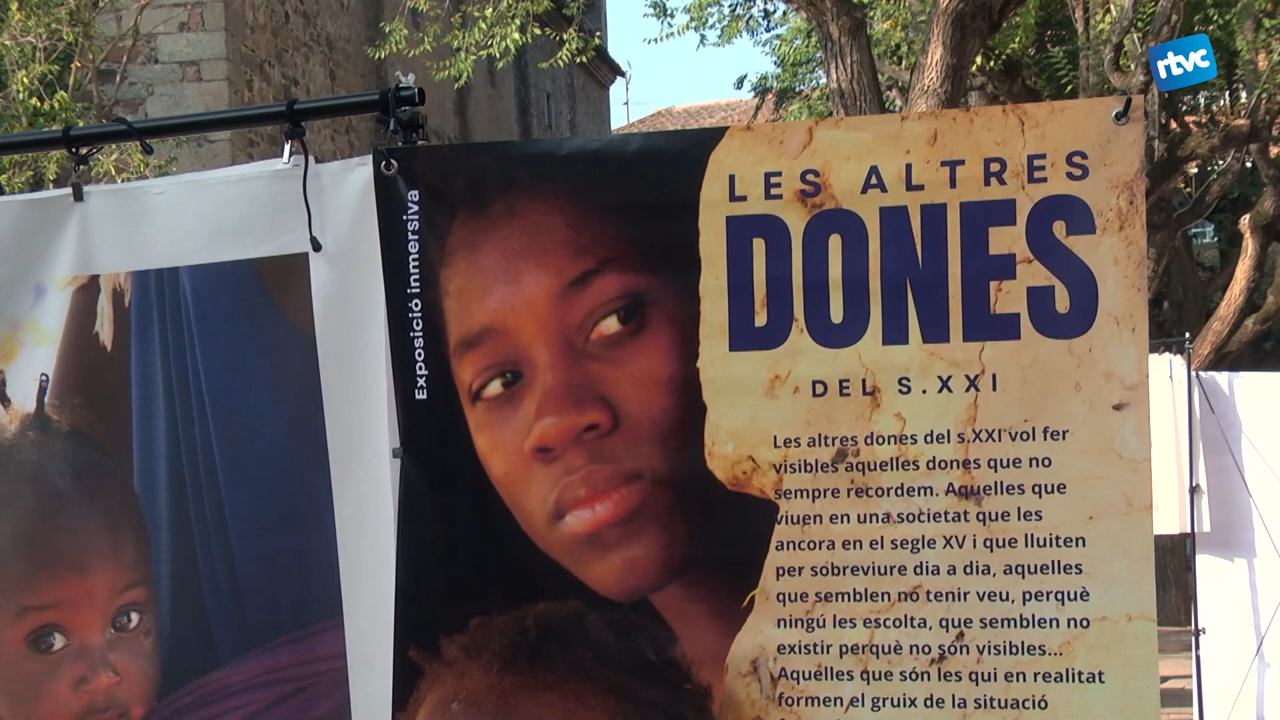 rtvc
Exposició inmersiva
LES ALTRES
DONES
DEL S.XXI
Les altres dones del s.XXI vol fer
visibles aquelles dones que no
sempre recordem. Aquelles que
viuen en una societat que les
ancora en el segle XV i que lluiten
per sobreviure dia a dia, aquelles
que semblen no tenir veu, perquè
ningú les escolta, que semblen no
existir perquè no són visibles...
Aquelles que són les qui en realitat
formen el gruix de la situació